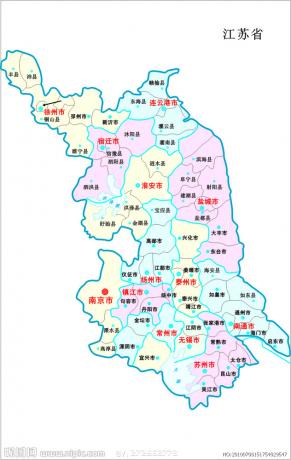 江苏省
赣榆县
丰县
沛县
东海县
连云港市
徐州市
铜山县
邳州市
新沂市
灌云县
沭阳县
灌南县
睢宁县
宿迁市
宿豫县
泗阳县
涟水县
滨海县
阜宁县
射阳县
泗洪县
淮安市
建湖县
洪泽县
宝应县
盐城市
盐都县
盱眙县
金湖县
大丰市
兴化市
高邮市
东台市
仪征市
江都市
姜堰市
海安县
扬州市
泰州市
南京市
镇江市
句容市
扬中市
泰兴市
如皋市
如东县
丹阳市
靖江市
通州市
溧水县
金坛市
常州市
江阴市
张家港市
南通市
海门市
启东市
高淳县
溧阳市
无锡市
常熟市
宜兴市
苏州市
太仓市
昆山市
吴江市
昵图网
www.nipic.com